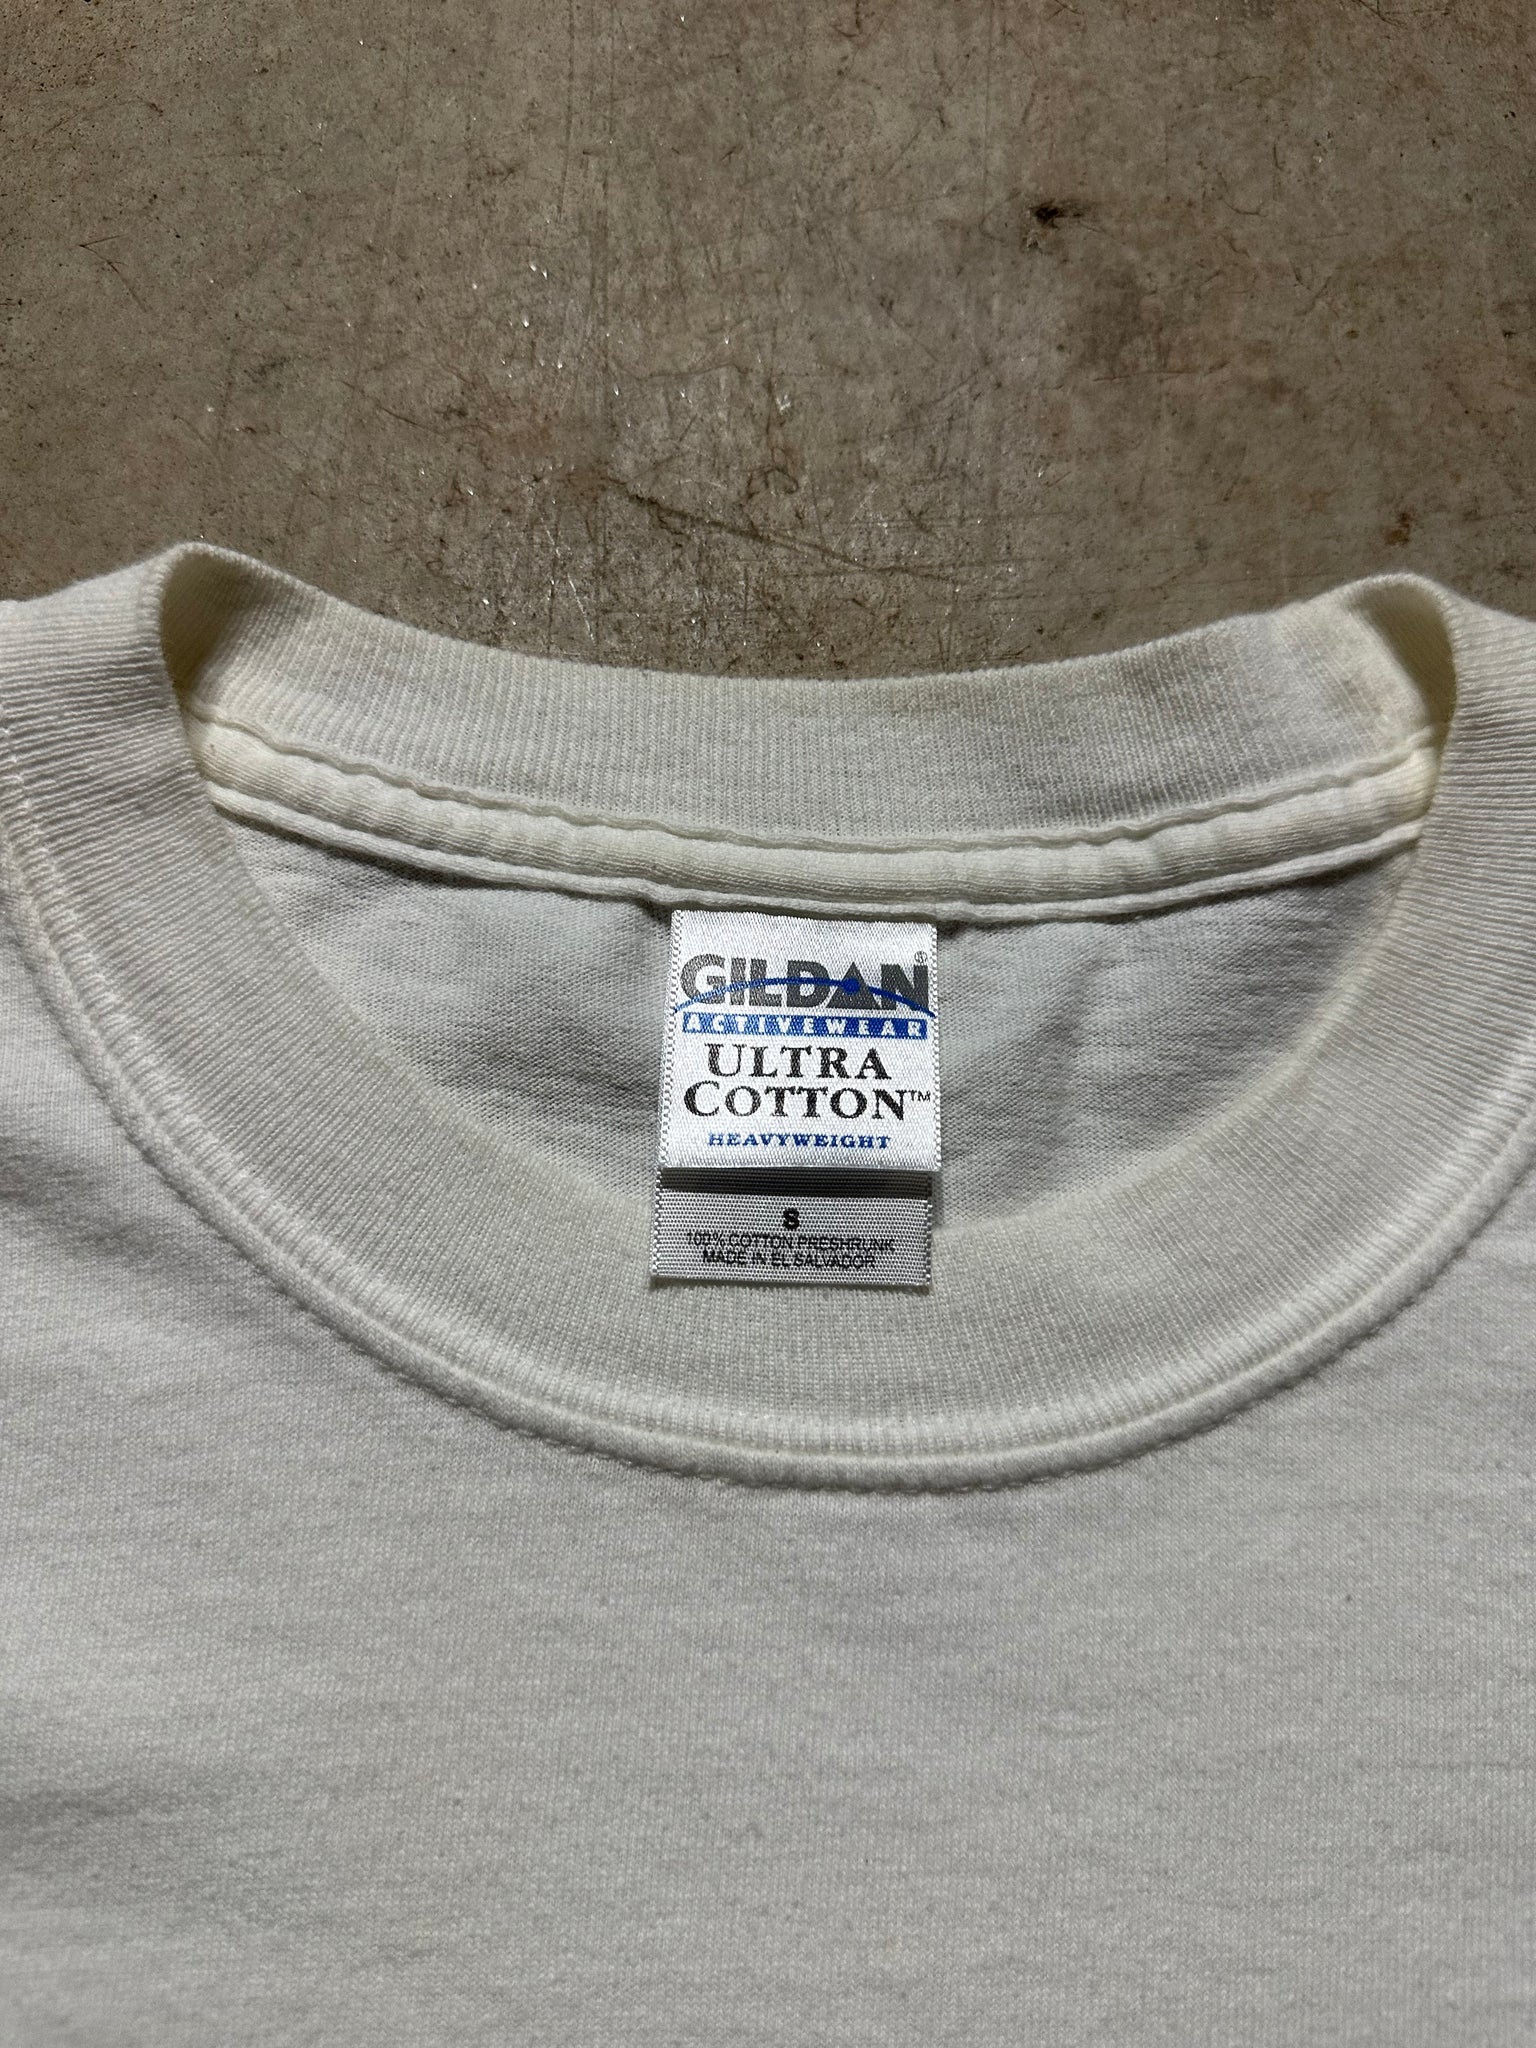 GILDAN®
ACTIVEWEAR
ULTRA
COTTON™
HEAVYWEIGHT
S
100% COTTON PRESHRUNK
MADE IN EL SALVADOR